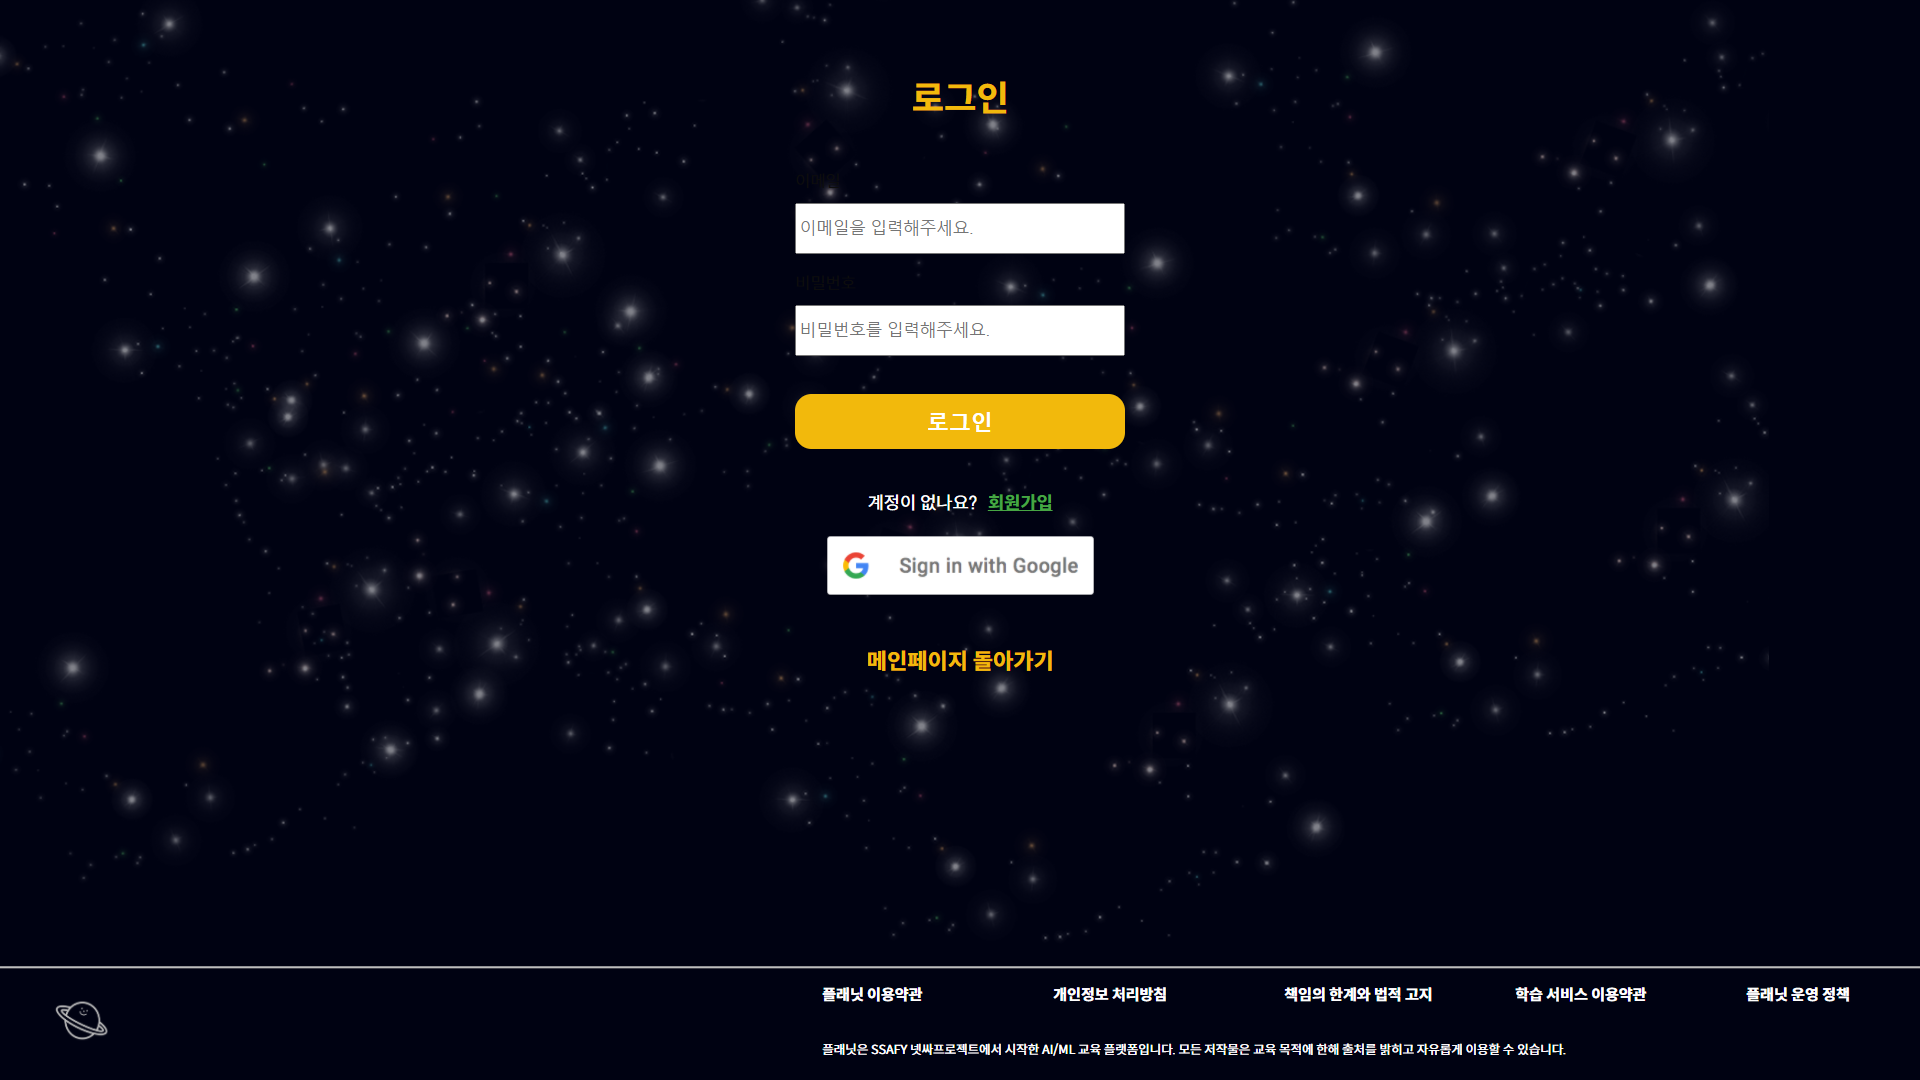 로그인
이메일
이메일을 입력해주세요.
비밀번호
비밀번호를 입력해주세요.
로그인
계정이 없나요? 회원가입
Sign in with Google
메인페이지 돌아가기
플래닛 이용약관 개인정보 처리방침 책임의 한계와 법적 고지 학습 서비스 이용약관 플래닛 운영 정책
플래닛은 SSAFY 넷싸프로젝트에서 시작한 AI/ML 교육 플랫폼입니다. 모든 저작물은 교육 목적에 한해 출처를 밝히고 자유롭게 이용할 수 있습니다.